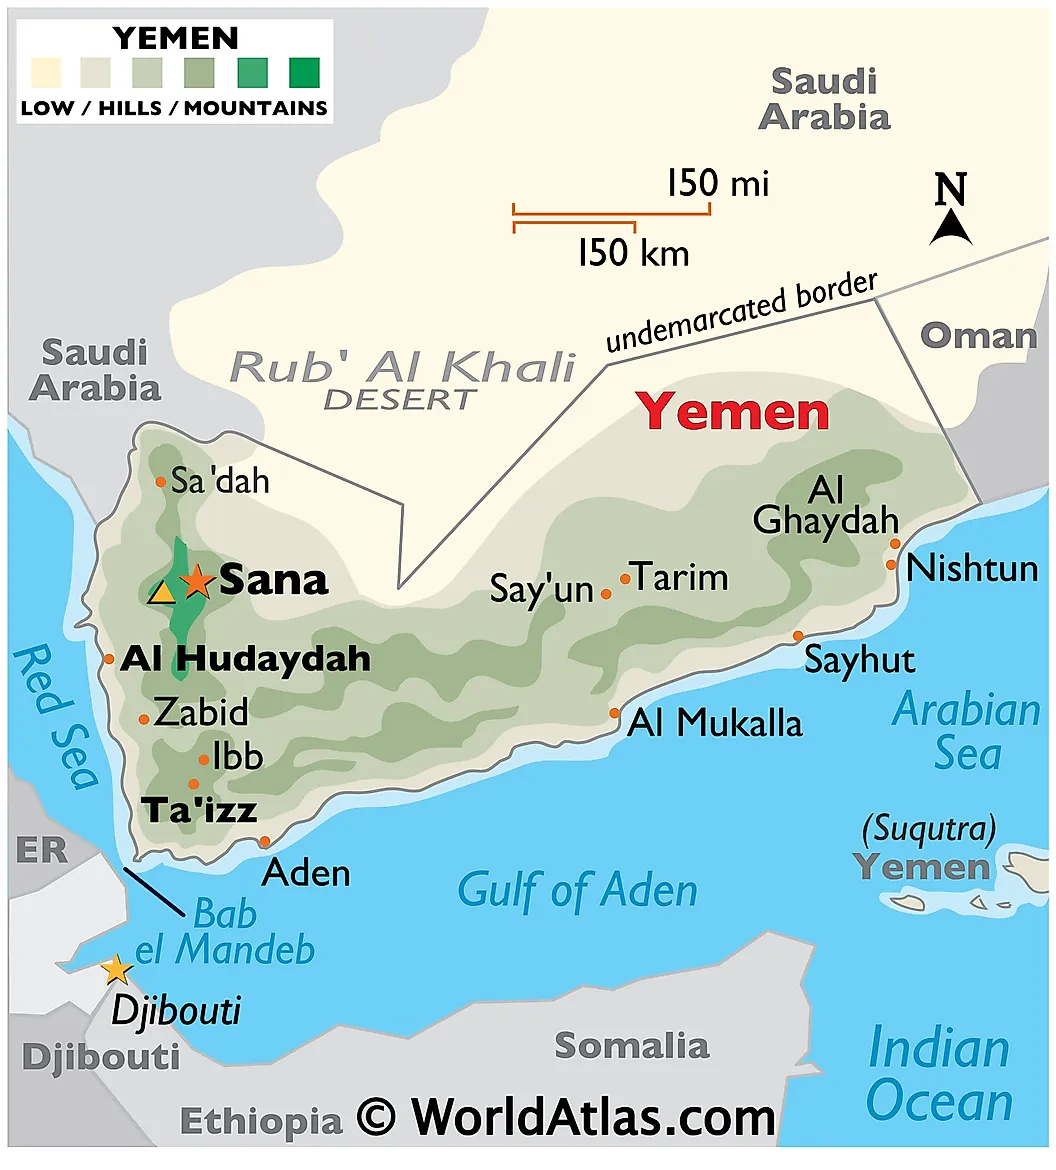 YEMEN
LOW / HILLS / MOUNTAINS
Saudi
Arabia
150 mi
150 km
N
undemarcated border
Oman
Saudi
Arabia
Rub' Al Khali
DESERT
Yemen
Sa'dah
Al
Ghaydah
Sana
Say'un
Tarim
Nishtun
Al Hudaydah
Sayhut
Red Sea
Zabid
Al Mukalla
Arabian
Sea
Ibb
Ta'izz
(Suqutra)
Yemen
ER
Aden
Gulf of Aden
Bab
el Mandeb
Djibouti
Djibouti
Somalia
Indian
Ocean
Ethiopia
© WorldAtlas.com